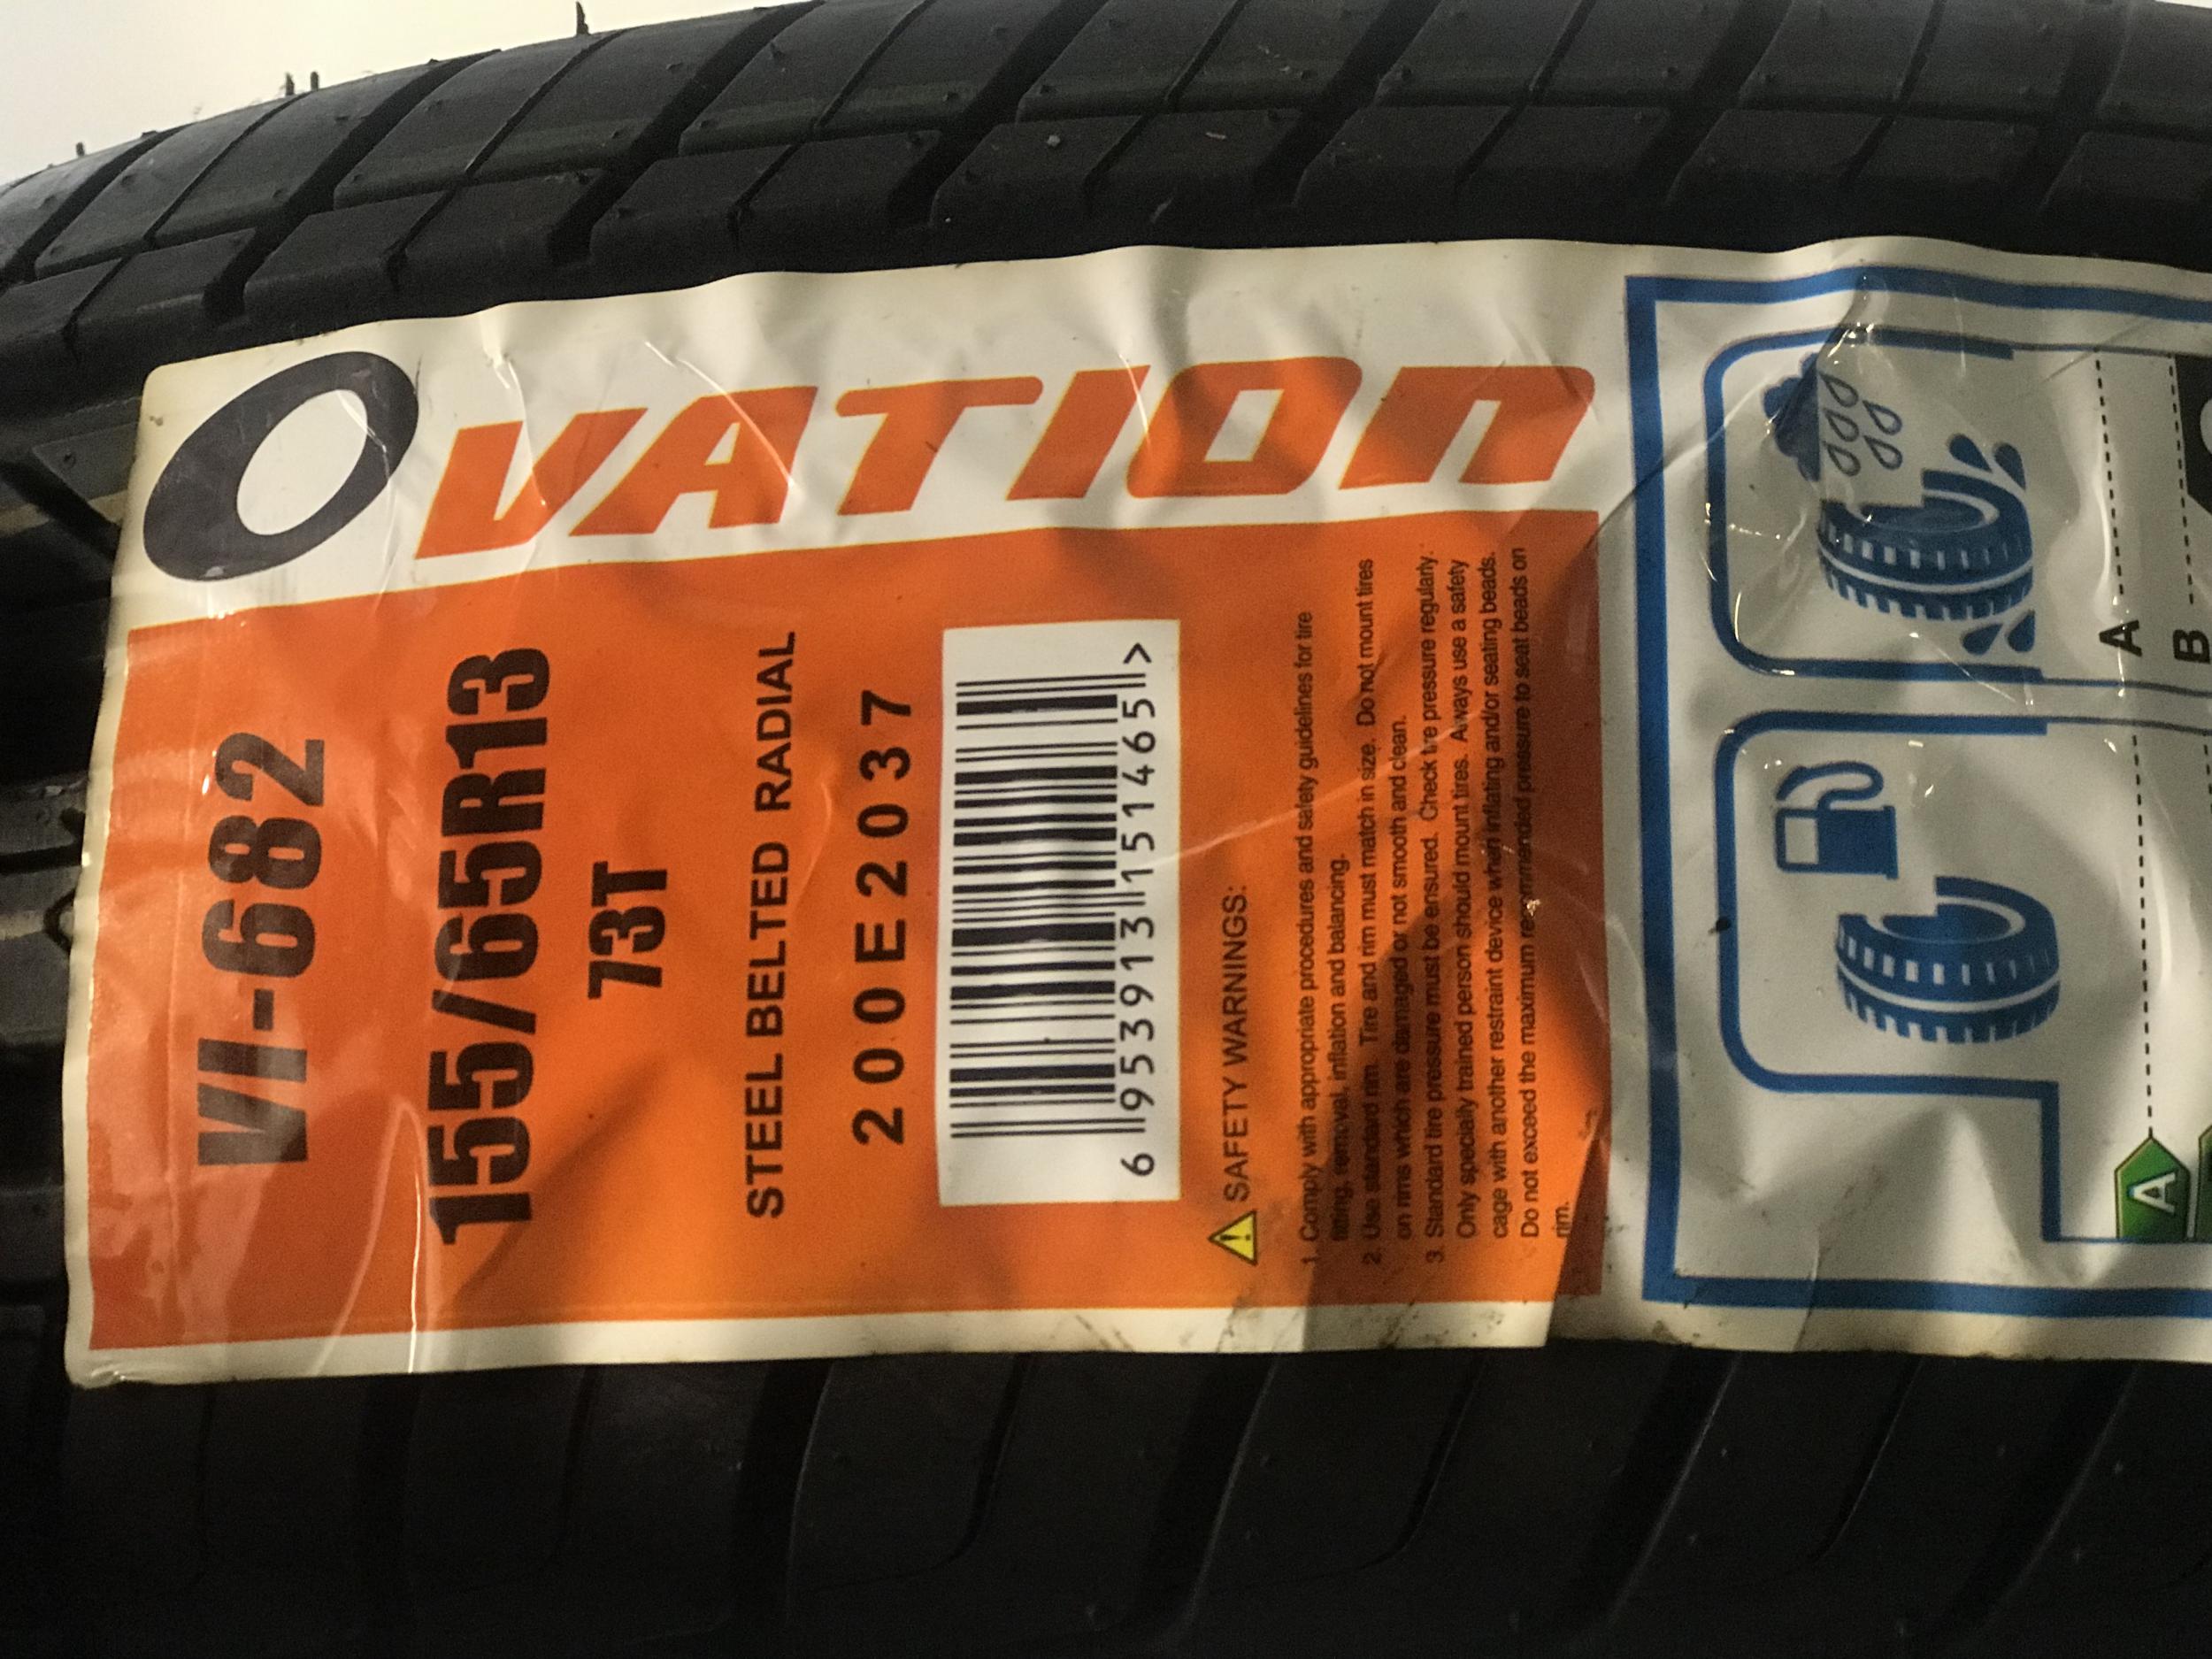 OVATION
VI-682
155/65R13
73T
STEEL BELTED RADIAL
200E2037
6 953913 151465 >
SAFETY WARNINGS:
1. Comply with appropriate procedures and safety guidelines for tire
fitting, removal, inflation and balancing.
2. Use standard rim. Tire and rim must match in size. Do not mount tires
on rims which are damaged or not smooth and clean.
3. Standard tire pressure must be ensured. Check tire pressure regularly.
Only specially trained person should mount tires. Always use a safety
cage with another restraint device when inflating and/or seating beads.
Do not exceed the maximum recommended pressure to seat beads on
rim.
A
A
B